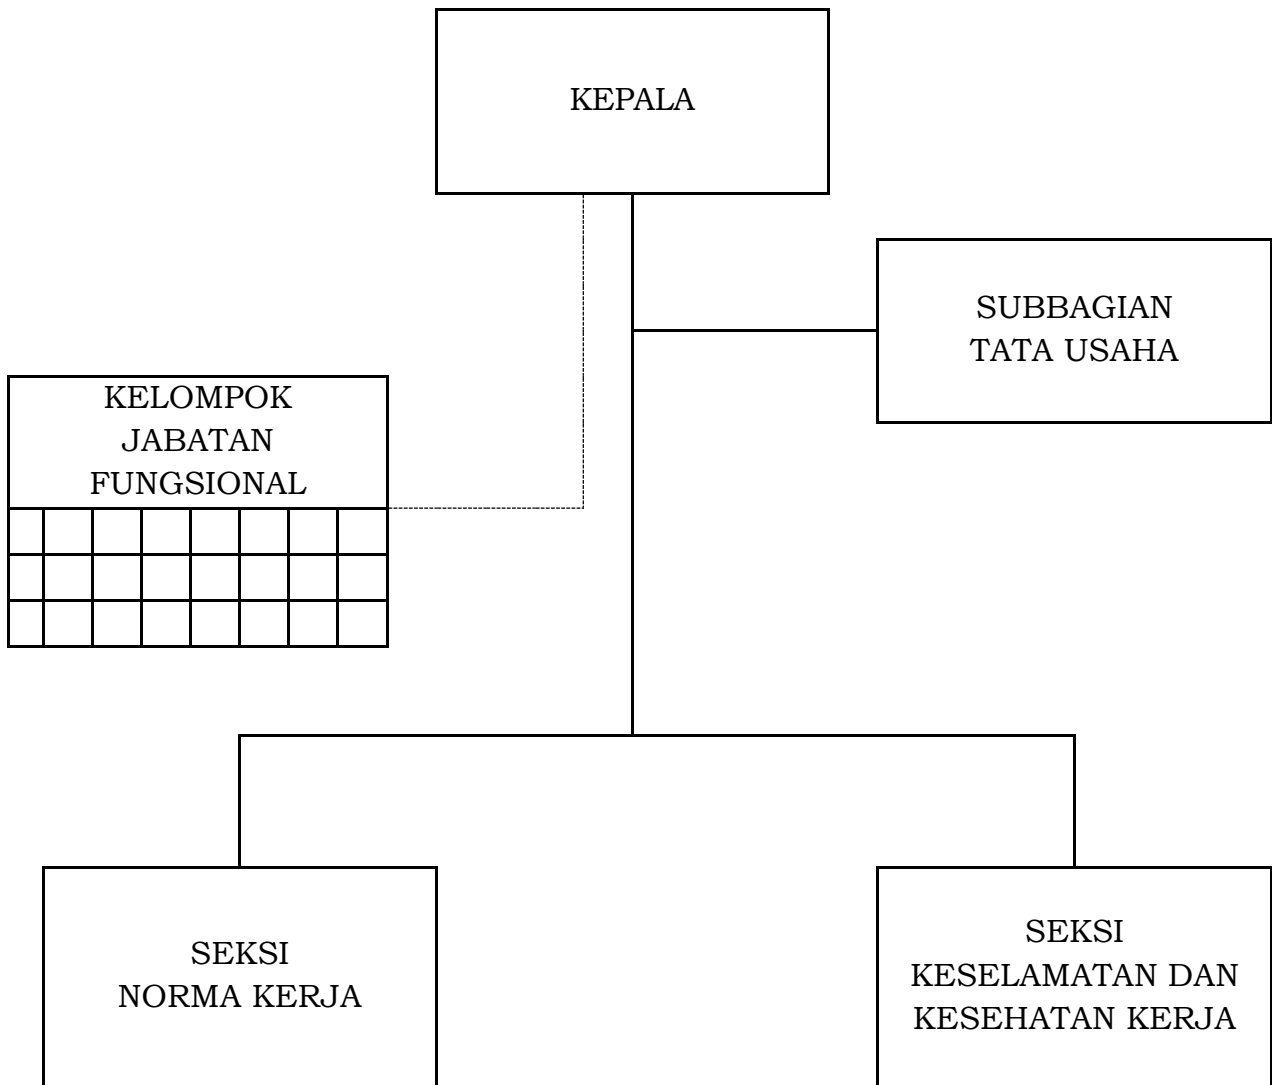 KEPALA
SUBBAGIAN
TATA USAHA
KELOMPOK
JABATAN
FUNGSIONAL
SEKSI
NORMA KERJA
SEKSI
KESELAMATAN DAN
KESEHATAN KERJA